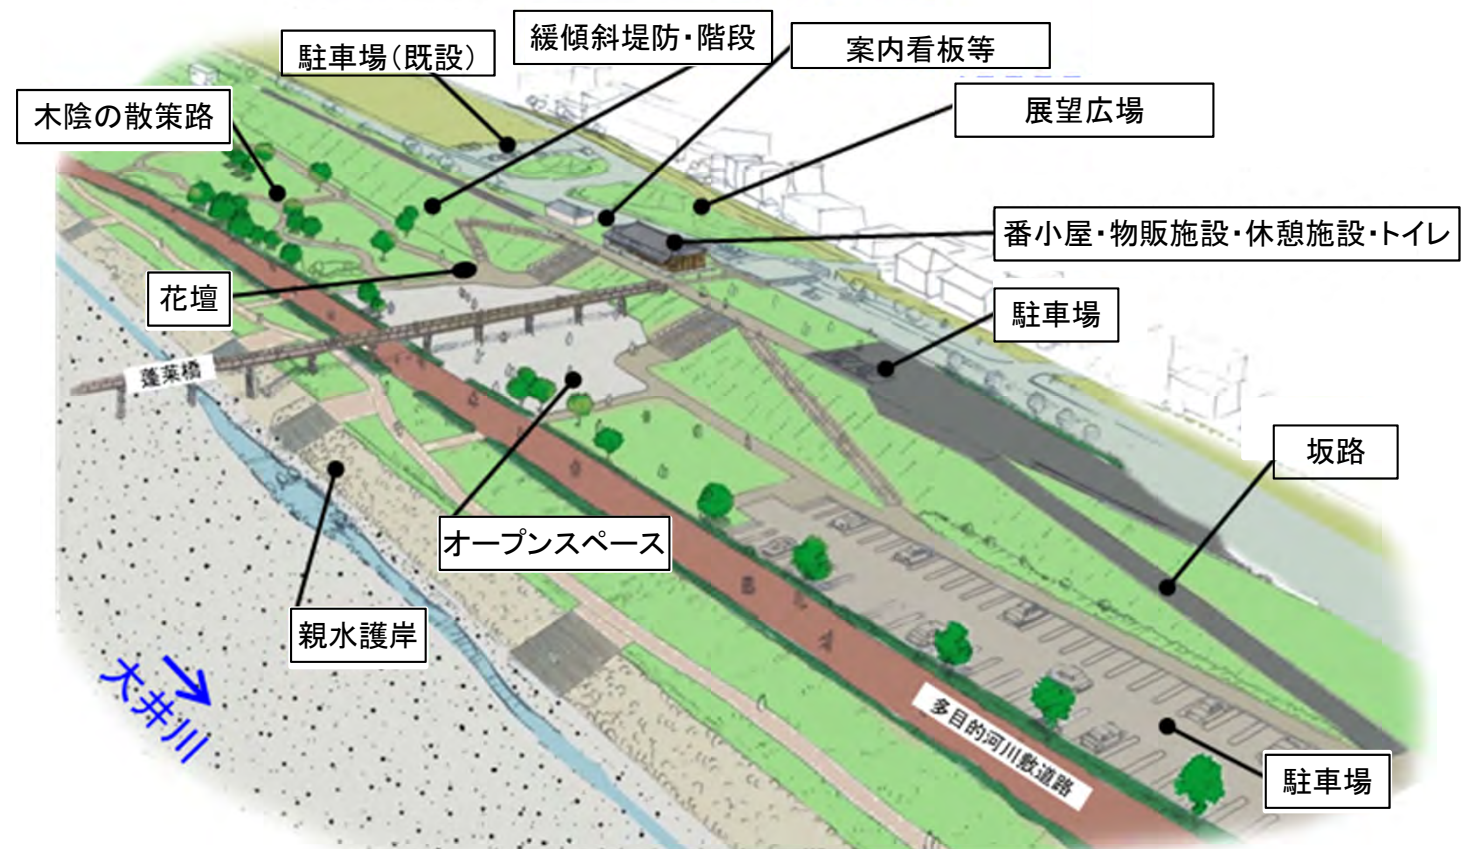 緩傾斜堤防・階段
案内看板等
駐車場（既設）
展望広場
木陰の散策路
番小屋・物販施設・休憩施設・トイレ
花壇
駐車場
蓬莱橋
坂路
オープンスペース
親水護岸
大井川
多目的河川敷道路
駐車場